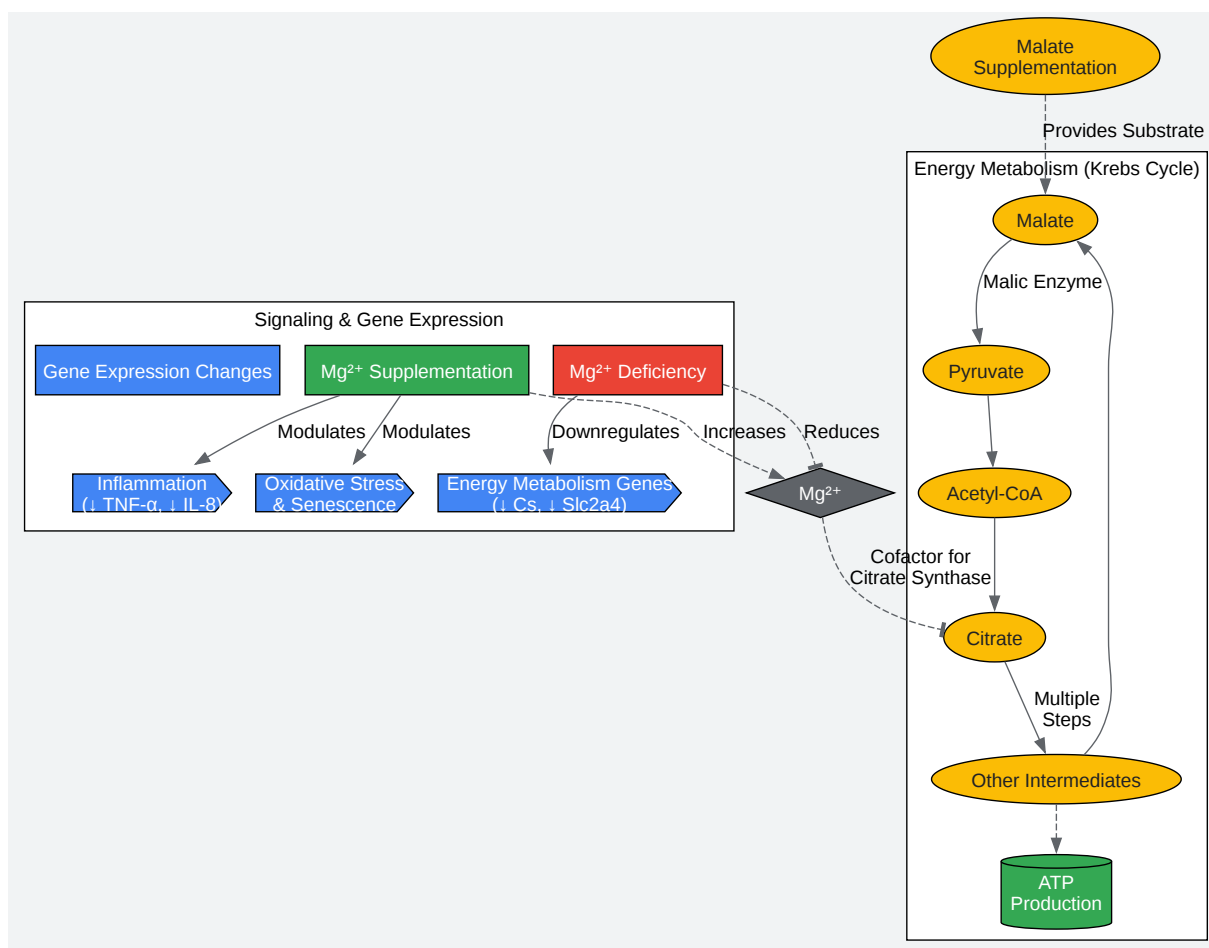 Malate
Supplementation
Provides Substrate
Energy Metabolism (Krebs Cycle)
Malate
Malic Enzyme
Signaling & Gene Expression
Gene Expression Changes
Mg²⁺ Supplementation
Mg²⁺ Deficiency
Pyruvate
Modulates
Modulates
Downregulates
Increases
Reduces
Inflammation
(↓ TNF-α, ↓ IL-8)
Oxidative Stress
& Senescence
Energy Metabolism Genes
(↓ Cs, ↓ Slc2a4)
Mg²⁺
Acetyl-CoA
Cofactor for
Citrate Synthase
Citrate
Multiple
Steps
Other Intermediates
ATP
Production